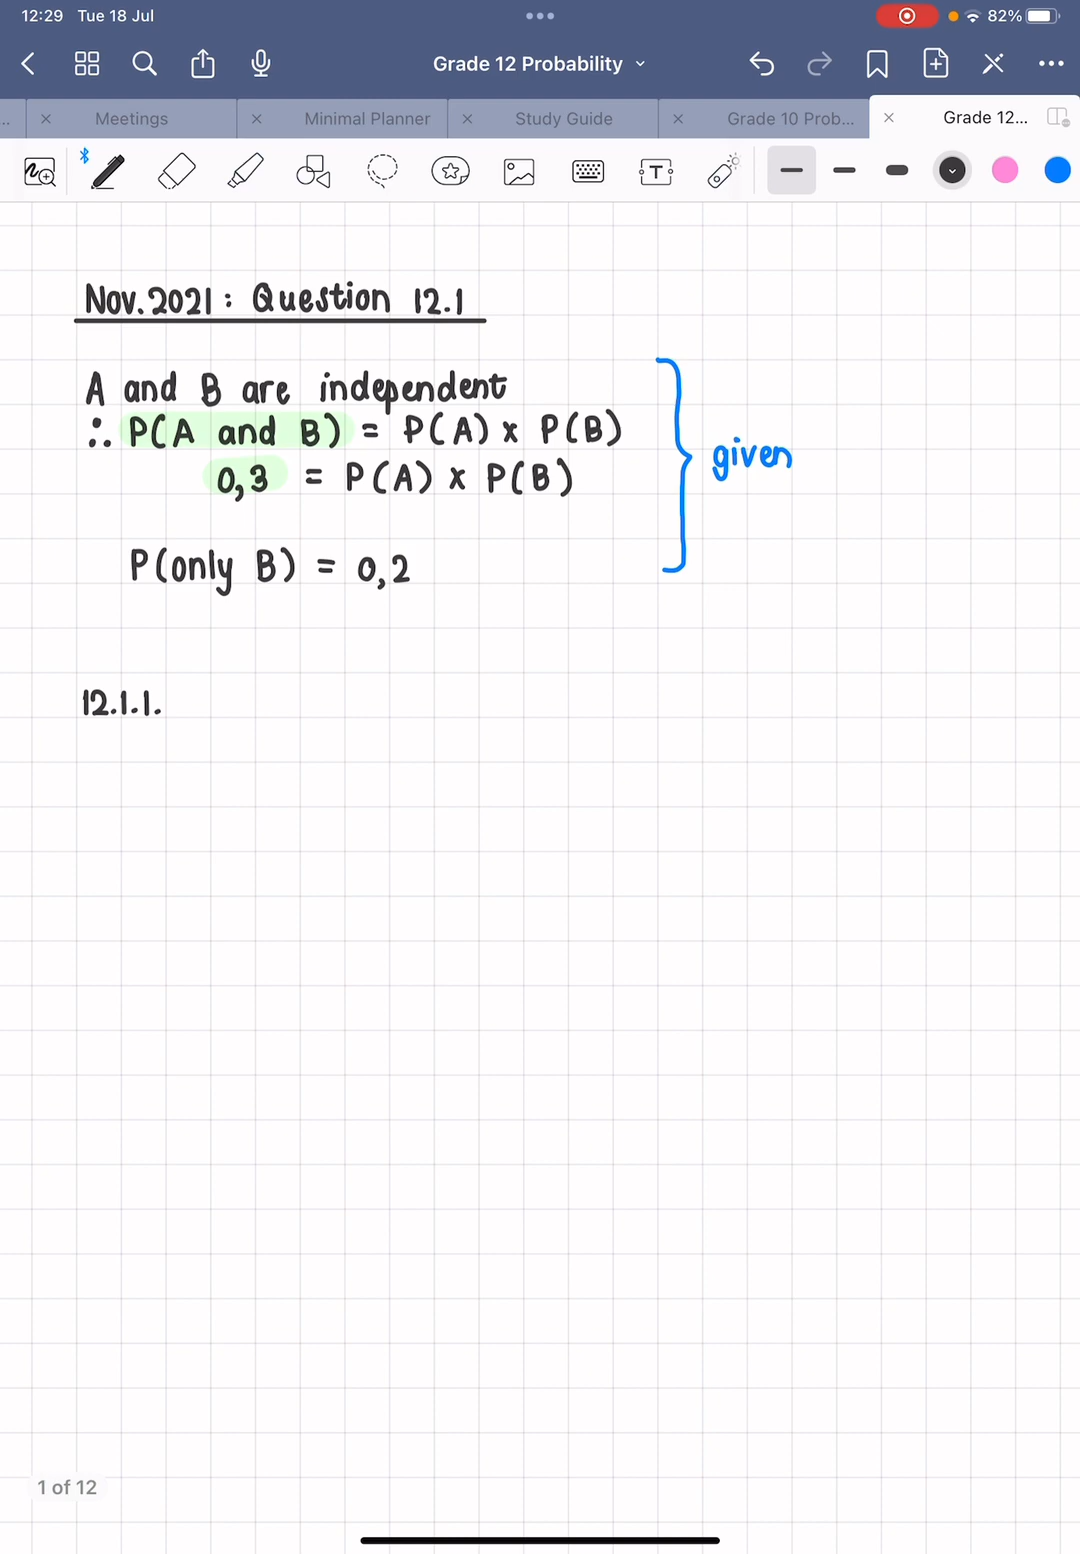 12:29 Tue 18 Jul
82%
Grade 12 Probability
Meetings
Minimal Planner
Study Guide
Grade 10 Prob...
Grade 12...
T
Nov. 2021 : Question 12.1
A and B are independent
∴ P(A and B) = P(A) x P(B)
0,3 = P(A) x P(B)
given
P(only B) = 0,2
12.1.1.
1 of 12